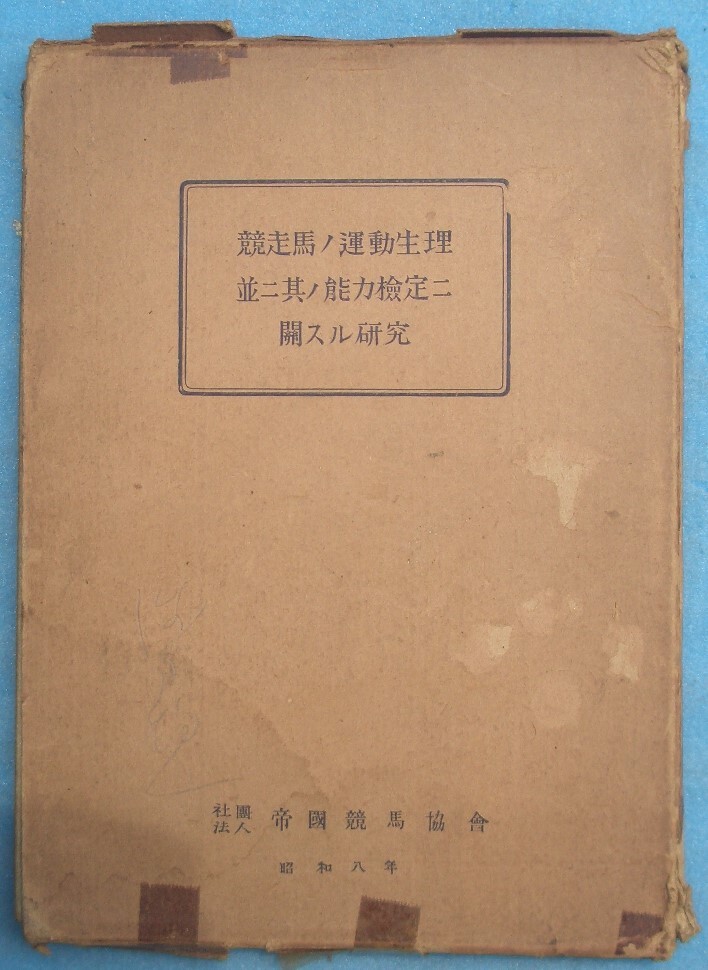 競走馬ノ運動生理
並ニ其ノ能力檢定ニ
關スル研究
社團法人 帝國競馬協會
昭和八年